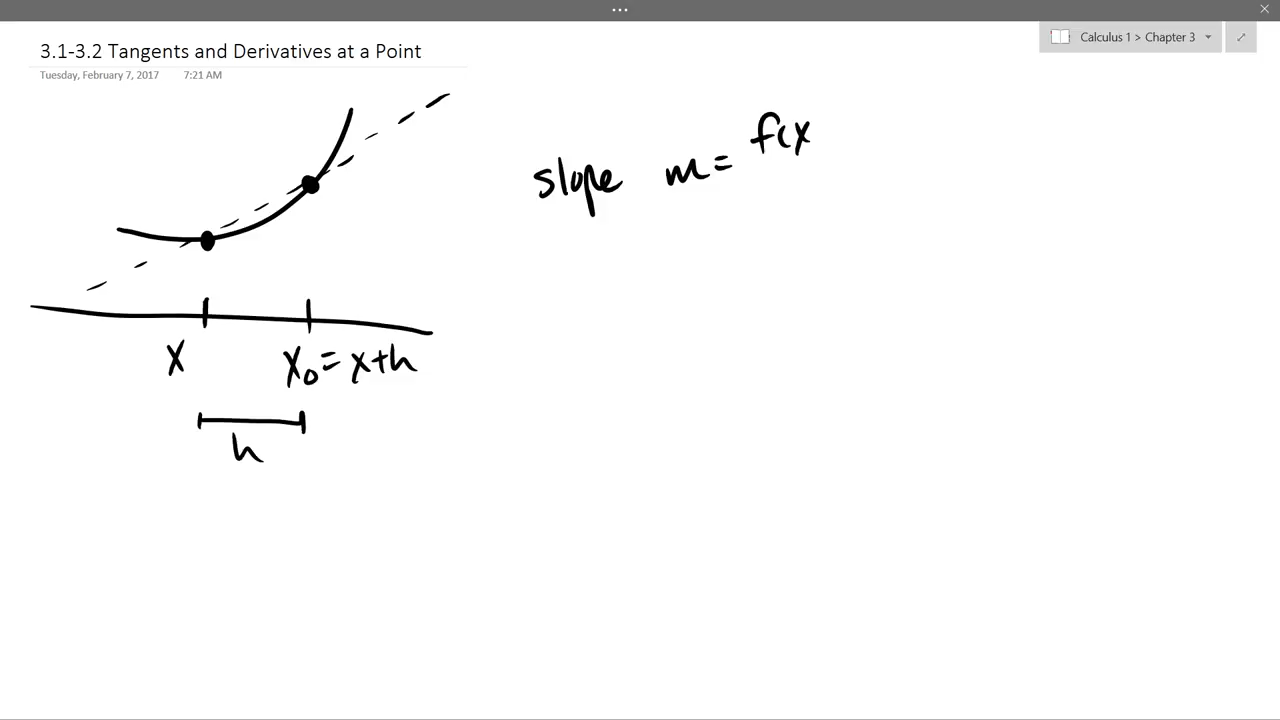 Calculus 1 > Chapter 3
3.1-3.2 Tangents and Derivatives at a Point
Tuesday, February 7, 2017 7:21 AM
slope m = f(x
x x₀ = x+h
h